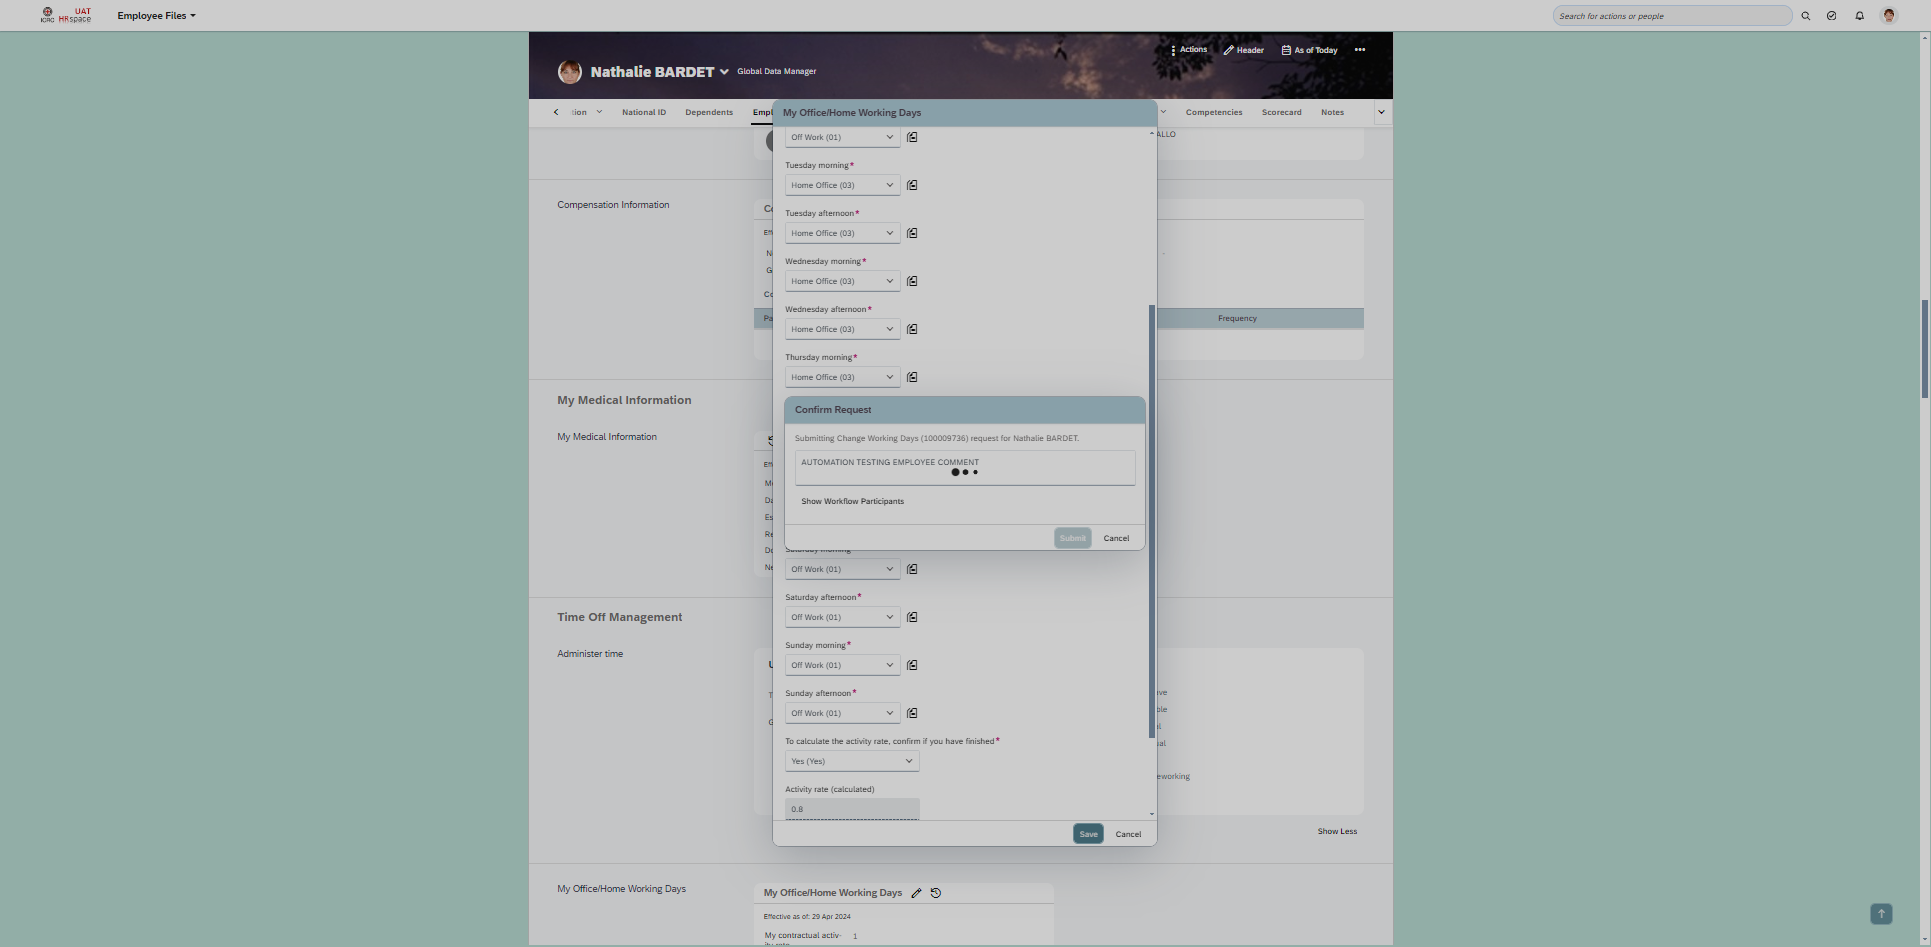 ICRC
UAT
HRspace
Employee Files
Search for actions or people
Actions
Header
As of Today
Nathalie BARDET
Global Data Manager
tion
National ID
Dependents
Empl
Competencies
Scorecard
Notes
My Office/Home Working Days
Off Work (01)
ALLO
Tuesday morning*
Home Office (03)
Compensation Information
Tuesday afternoon*
Home Office (03)
Wednesday morning*
Home Office (03)
Wednesday afternoon*
Home Office (03)
Pa
Frequency
Thursday morning*
Home Office (03)
My Medical Information
My Medical Information
Confirm Request
Submitting Change Working Days (100009736) request for Nathalie BARDET.
AUTOMATION TESTING EMPLOYEE COMMENT
Show Workflow Participants
Submit
Cancel
Saturday morning
Off Work (01)
Saturday afternoon*
Off Work (01)
Time Off Management
Administer time
Sunday morning*
Off Work (01)
Sunday afternoon*
Off Work (01)
ave
ble
al
ual
eworking
To calculate the activity rate, confirm if you have finished*
Yes (Yes)
Activity rate (calculated)
0.8
Save
Cancel
Show Less
My Office/Home Working Days
My Office/Home Working Days
Effective as of: 29 Apr 2024
My contractual activ-
1